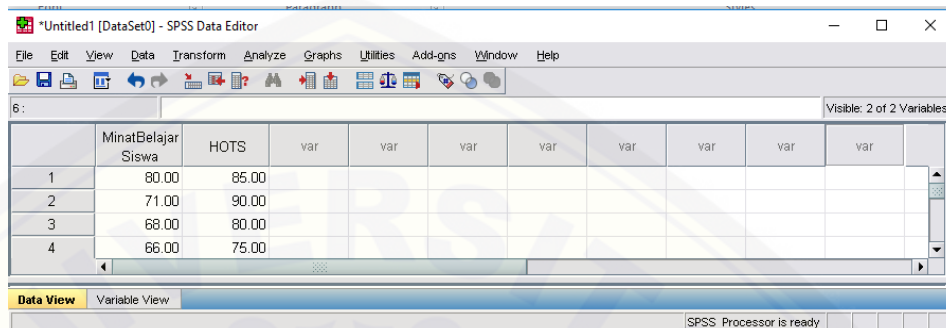 *Untitled1 [DataSet0] - SPSS Data Editor
File Edit View Data Transform Analyze Graphs Utilities Add-ons Window Help
6 : Visible: 2 of 2 Variables
MinatBelajar Siswa HOTS var var var var var var var var
1 80.00 85.00
2 71.00 90.00
3 68.00 80.00
4 66.00 75.00
Data View Variable View
SPSS Processor is ready